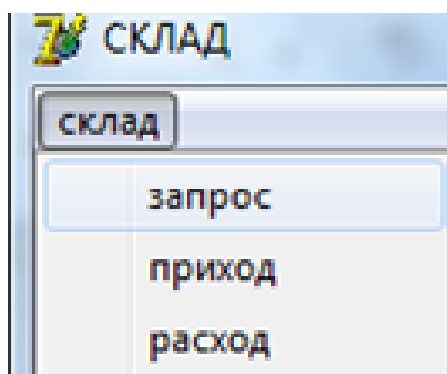 СКЛАД
склад
запрос
приход
расход